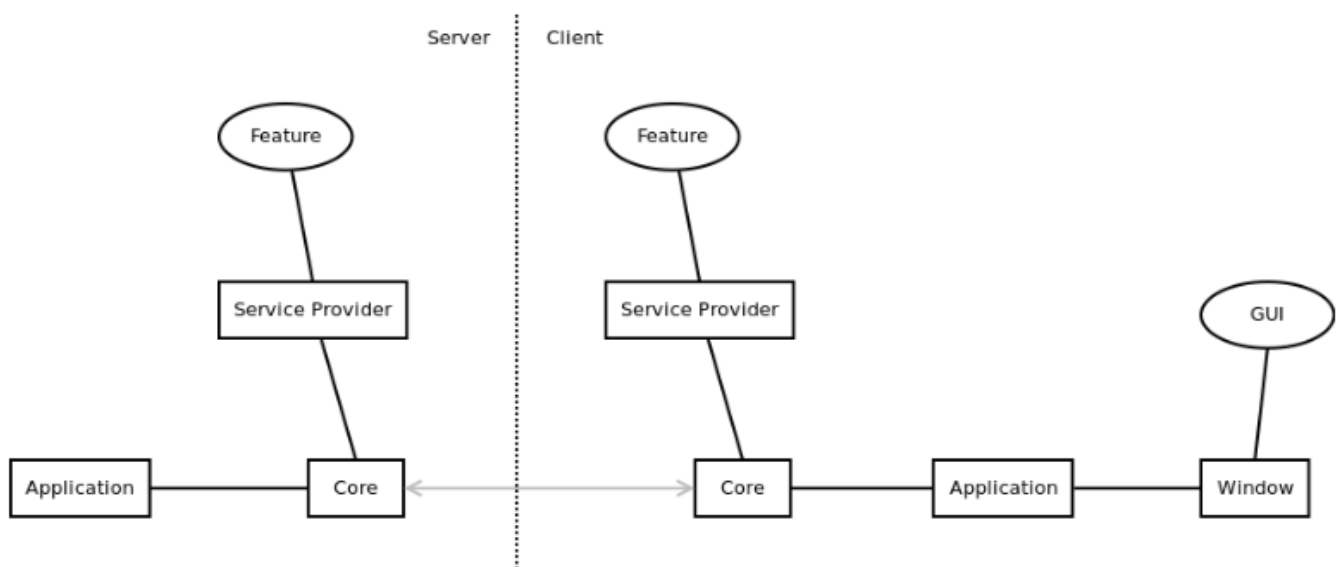 Server
Client
Feature
Feature
Service Provider
Service Provider
GUI
Application
Core
Core
Application
Window